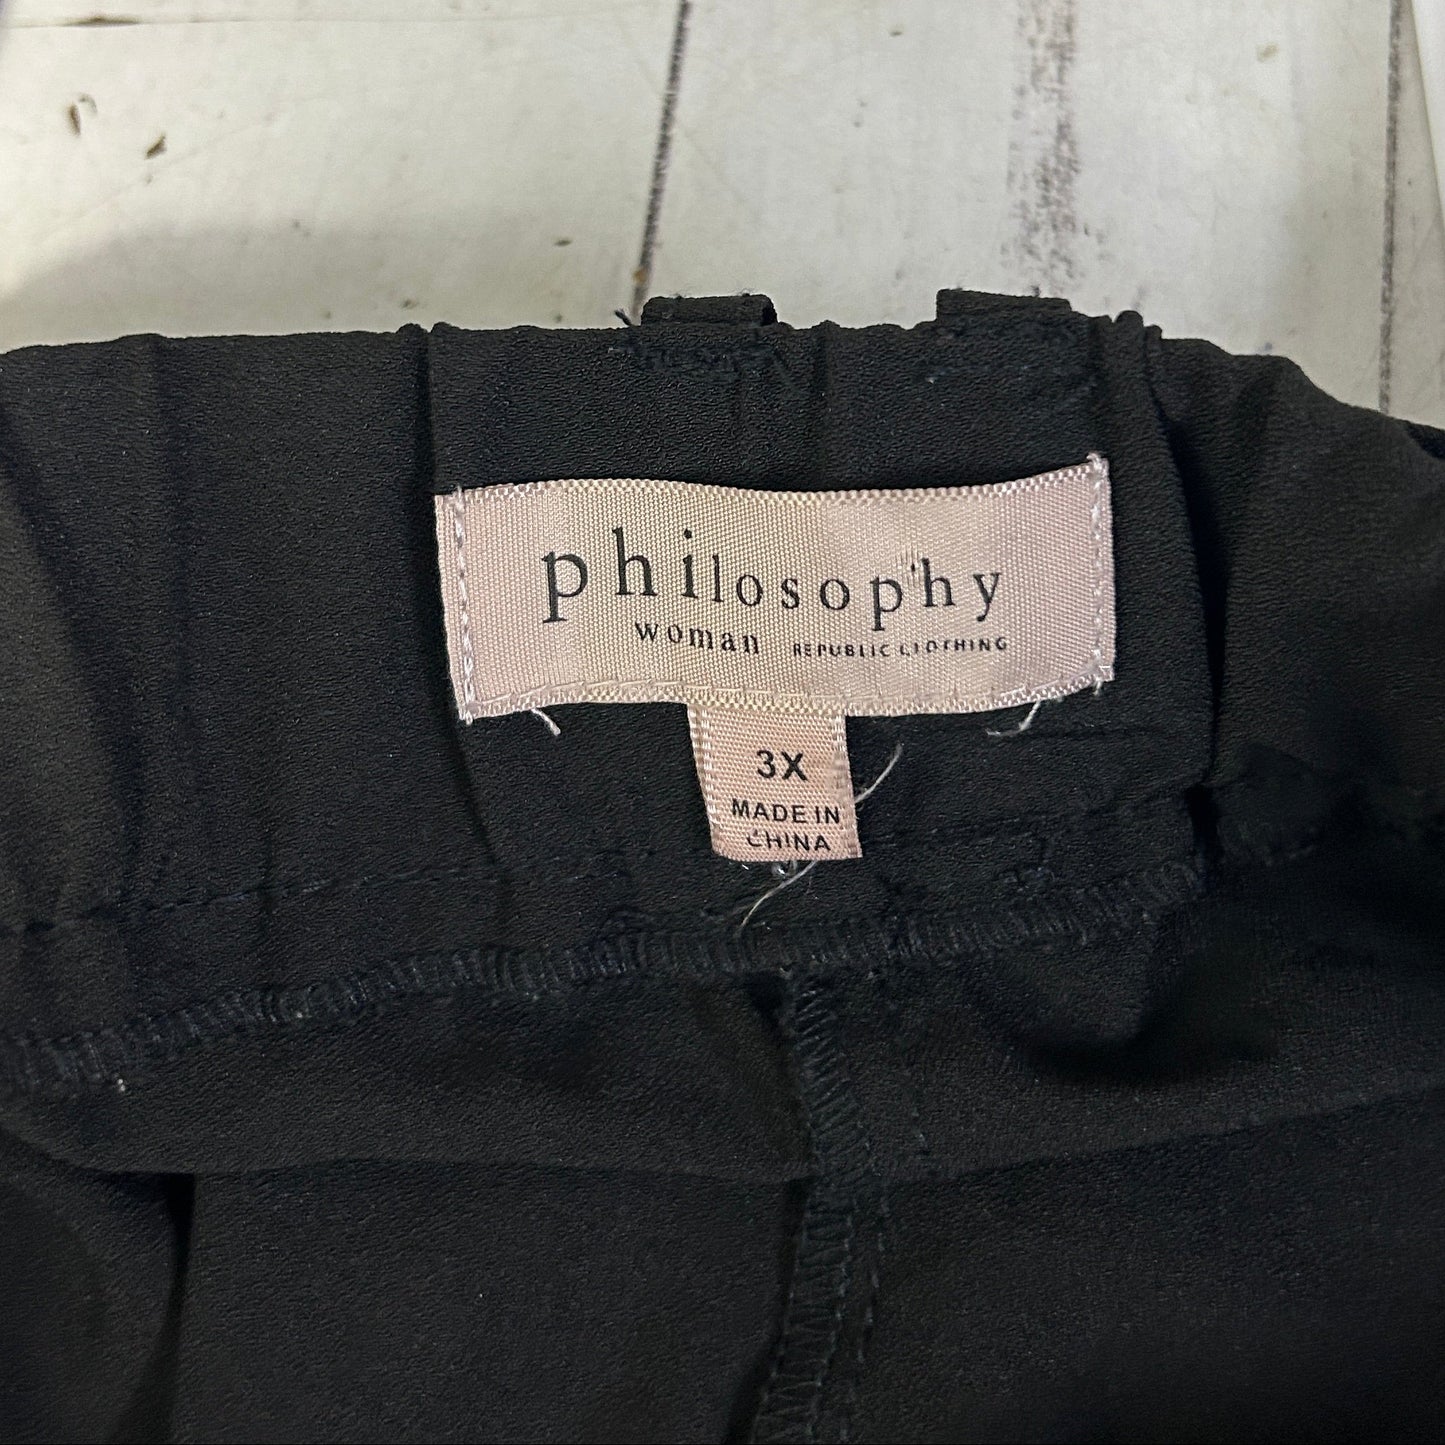 philosophy
woman REPUBLIC CLOTHING
3X
MADE IN
CHINA